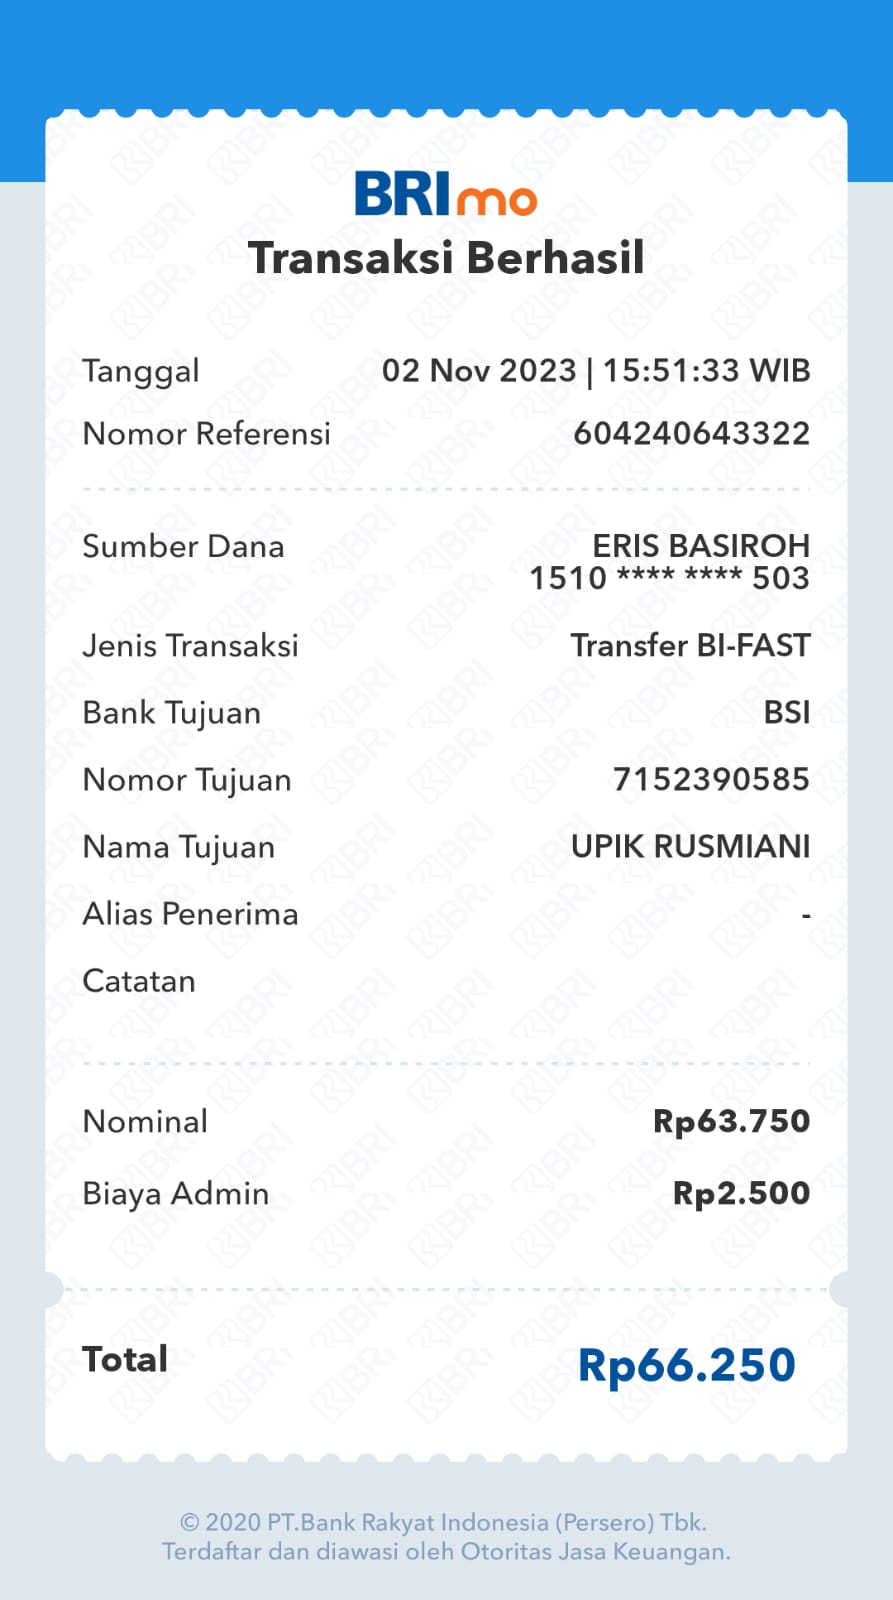 BRImo
Transaksi Berhasil
Tanggal 02 Nov 2023 | 15:51:33 WIB
Nomor Referensi 604240643322
Sumber Dana ERIS BASIROH
1510 **** **** 503
Jenis Transaksi Transfer BI-FAST
Bank Tujuan BSI
Nomor Tujuan 7152390585
Nama Tujuan UPIK RUSMIANI
Alias Penerima -
Catatan
Nominal Rp63.750
Biaya Admin Rp2.500
Total Rp66.250
© 2020 PT.Bank Rakyat Indonesia (Persero) Tbk.
Terdaftar dan diawasi oleh Otoritas Jasa Keuangan.